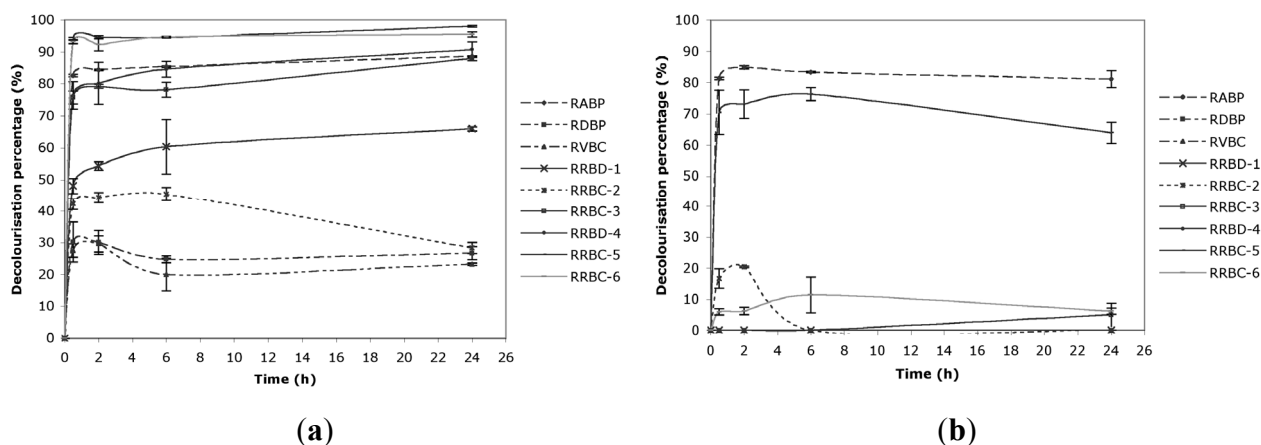 Decolourisation percentage (%)
100
90
80
70
60
50
40
30
20
10
0
0 2 4 6 8 10 12 14 16 18 20 22 24 26
Time (h)
RABP
RDBP
RVBC
RRBD-1
RRBC-2
RRBC-3
RRBD-4
RRBC-5
RRBC-6
(a)
Decolourisation percentage (%)
100
90
80
70
60
50
40
30
20
10
0
0 2 4 6 8 10 12 14 16 18 20 22 24 26
Time (h)
RABP
RDBP
RVBC
RRBD-1
RRBC-2
RRBC-3
RRBD-4
RRBC-5
RRBC-6
(b)